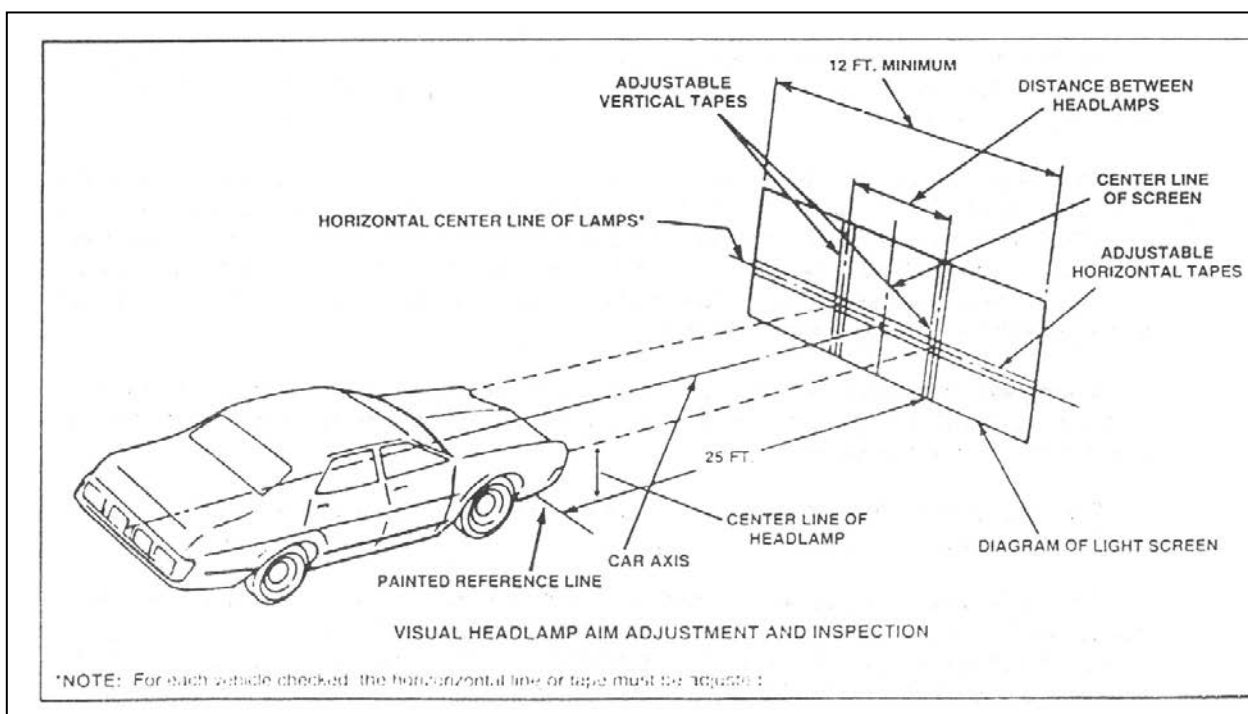 12 FT. MINIMUM
ADJUSTABLE
VERTICAL TAPES
DISTANCE BETWEEN
HEADLAMPS
CENTER LINE
OF SCREEN
HORIZONTAL CENTER LINE OF LAMPS*
ADJUSTABLE
HORIZONTAL TAPES
25 FT.
CENTER LINE OF
HEADLAMP
CAR AXIS
DIAGRAM OF LIGHT SCREEN
PAINTED REFERENCE LINE
VISUAL HEADLAMP AIM ADJUSTMENT AND INSPECTION
*NOTE: For each vehicle checked, the horizorizontal line or tape must be adjusted